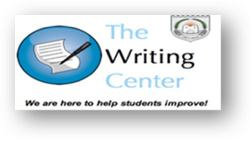 The
Writing
Center
We are here to help students improve!